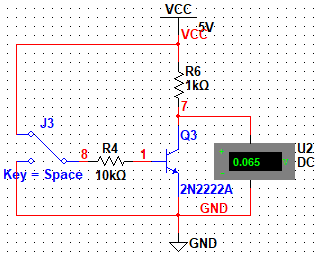 VCC
5V
VCC
R6
1kΩ
7
J3
Q3
8
R4
1
U2
0.065
V
DC
Key = Space
10kΩ
2N2222A
GND
GND